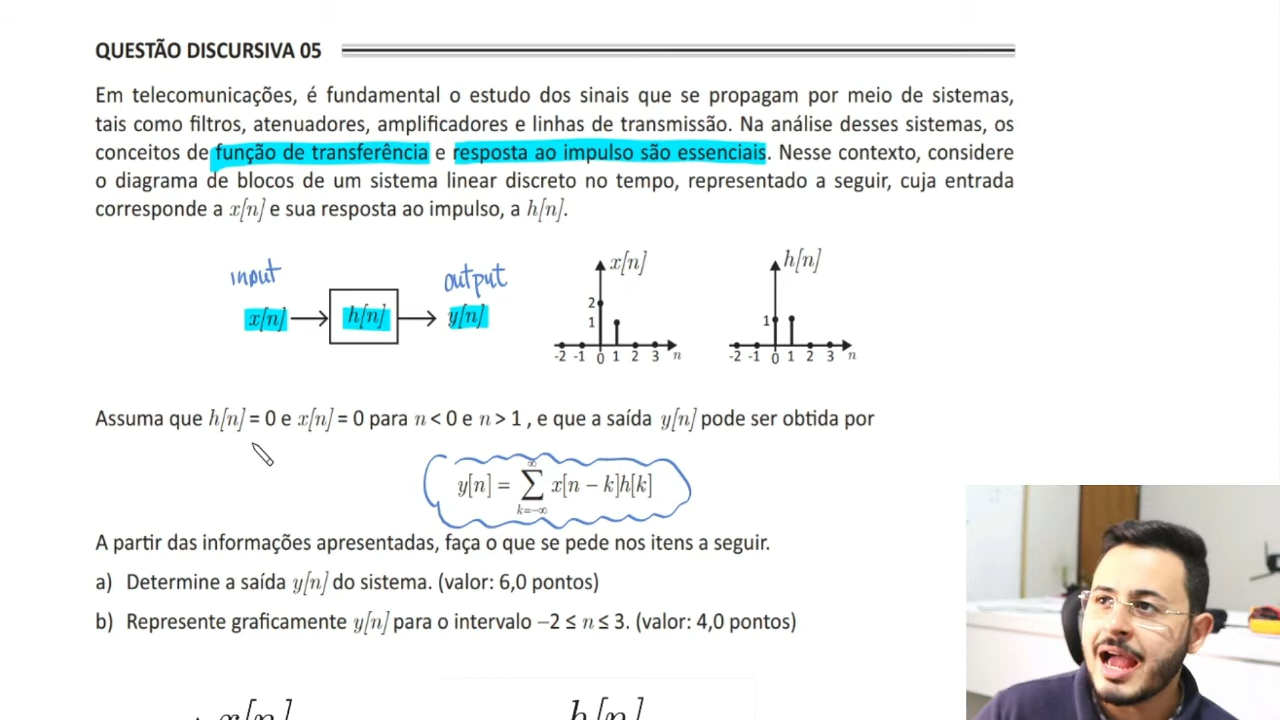 QUESTÃO DISCURSIVA 05
Em telecomunicações, é fundamental o estudo dos sinais que se propagam por meio de sistemas,
tais como filtros, atenuadores, amplificadores e linhas de transmissão. Na análise desses sistemas, os
conceitos de função de transferência e resposta ao impulso são essenciais. Nesse contexto, considere
o diagrama de blocos de um sistema linear discreto no tempo, representado a seguir, cuja entrada
corresponde a x[n] e sua resposta ao impulso, a h[n].
input
output
x[n] h[n] y[n]
x[n]
2
1
-2 -1 0 1 2 3 n
h[n]
1
-2 -1 0 1 2 3 n
Assuma que h[n] = 0 e x[n] = 0 para n < 0 e n > 1 , e que a saída y[n] pode ser obtida por
y[n] = ∞ ∑ k=-∞ x[n − k]h[k]
A partir das informações apresentadas, faça o que se pede nos itens a seguir.
a) Determine a saída y[n] do sistema. (valor: 6,0 pontos)
b) Represente graficamente y[n] para o intervalo −2 ≤ n ≤ 3. (valor: 4,0 pontos)
x[n] h[n]